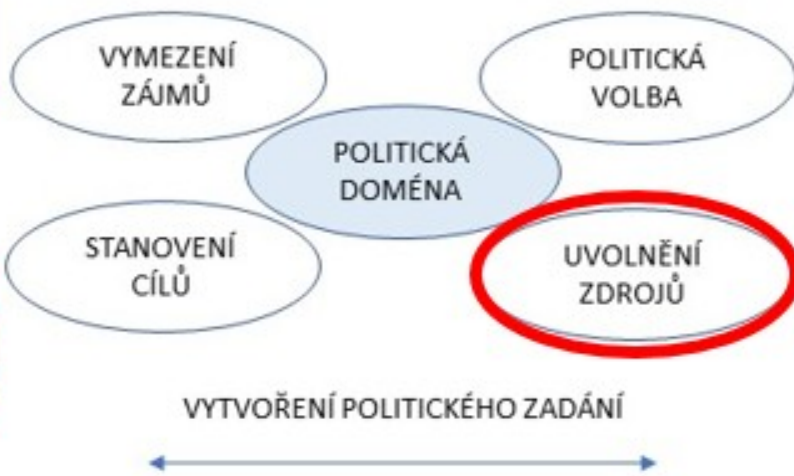 VYMEZENÍ
ZÁJMŮ
POLITICKÁ
VOLBA
POLITICKÁ
DOMÉNA
STANOVENÍ
CÍLŮ
UVOLNĚNÍ
ZDROJŮ
VYTVOŘENÍ POLITICKÉHO ZADÁNÍ